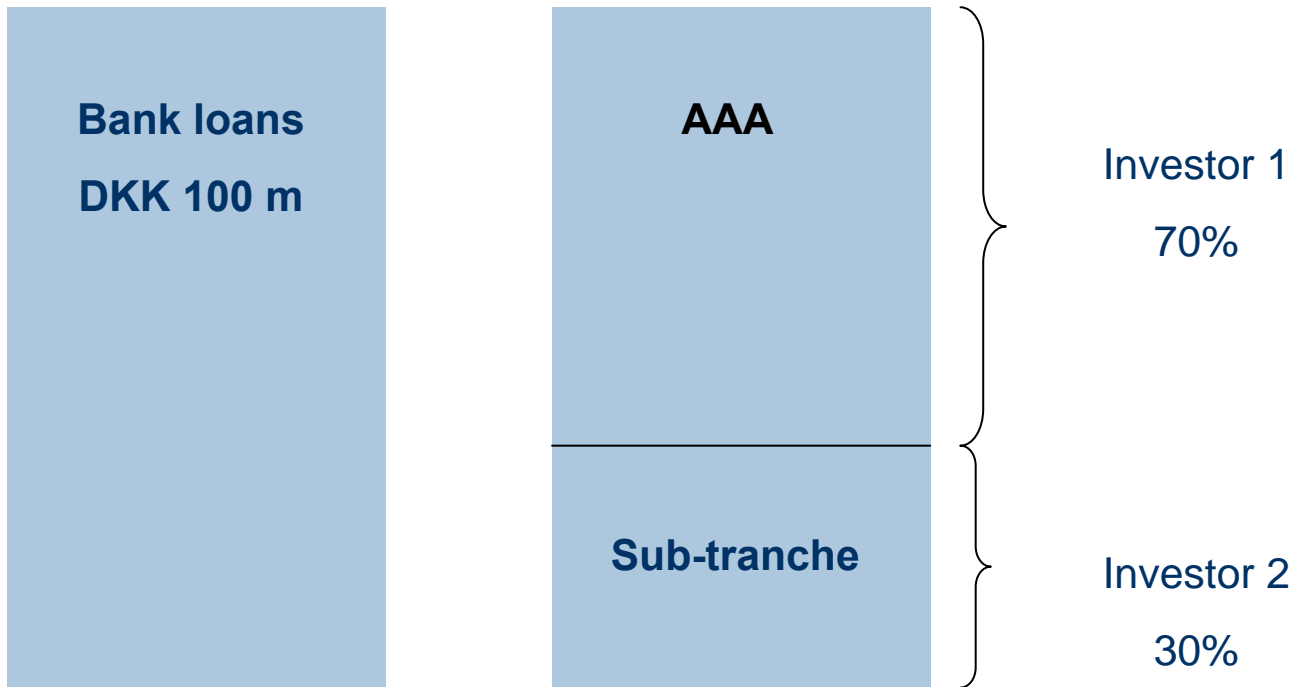 Bank loans
DKK 100 m
AAA
Investor 1
70%
Sub-tranche
Investor 2
30%